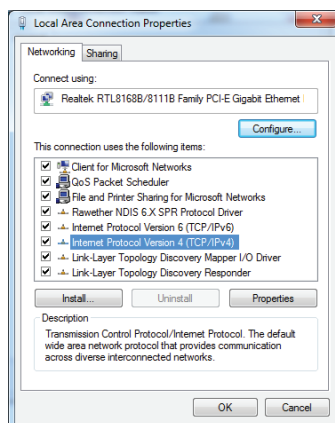 Local Area Connection Properties
Networking
Sharing
Connect using:
Realtek RTL8168B/8111B Family PCI-E Gigabit Ethernet
Configure...
This connection uses the following items:
Client for Microsoft Networks
QoS Packet Scheduler
File and Printer Sharing for Microsoft Networks
Rawether NDIS 6.X SPR Protocol Driver
Internet Protocol Version 6 (TCP/IPv6)
Internet Protocol Version 4 (TCP/IPv4)
Link-Layer Topology Discovery Mapper I/O Driver
Link-Layer Topology Discovery Responder
Install...
Uninstall
Properties
Description
Transmission Control Protocol/Internet Protocol. The default
wide area network protocol that provides communication
across diverse interconnected networks.
OK
Cancel